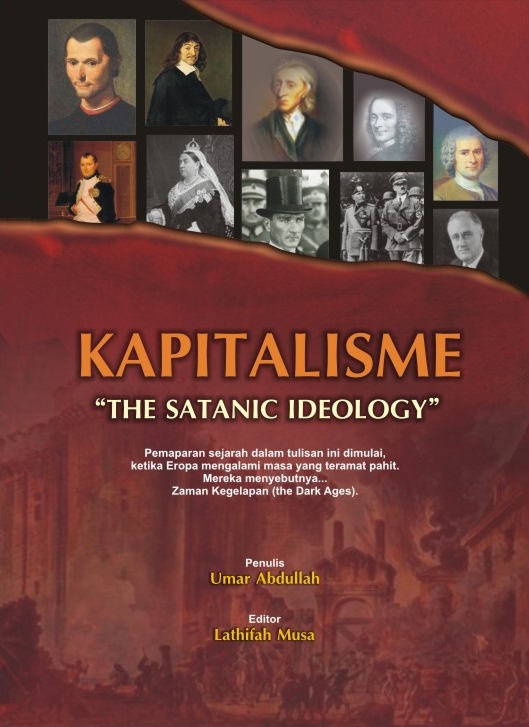 KAPITALISME
“THE SATANIC IDEOLOGY”
Pemaparan sejarah dalam tulisan ini dimulai,
ketika Eropa mengalami masa yang teramat pahit.
Mereka menyebutnya...
Zaman Kegelapan (the Dark Ages).
Penulis
Umar Abdullah
Editor
Lathifah Musa